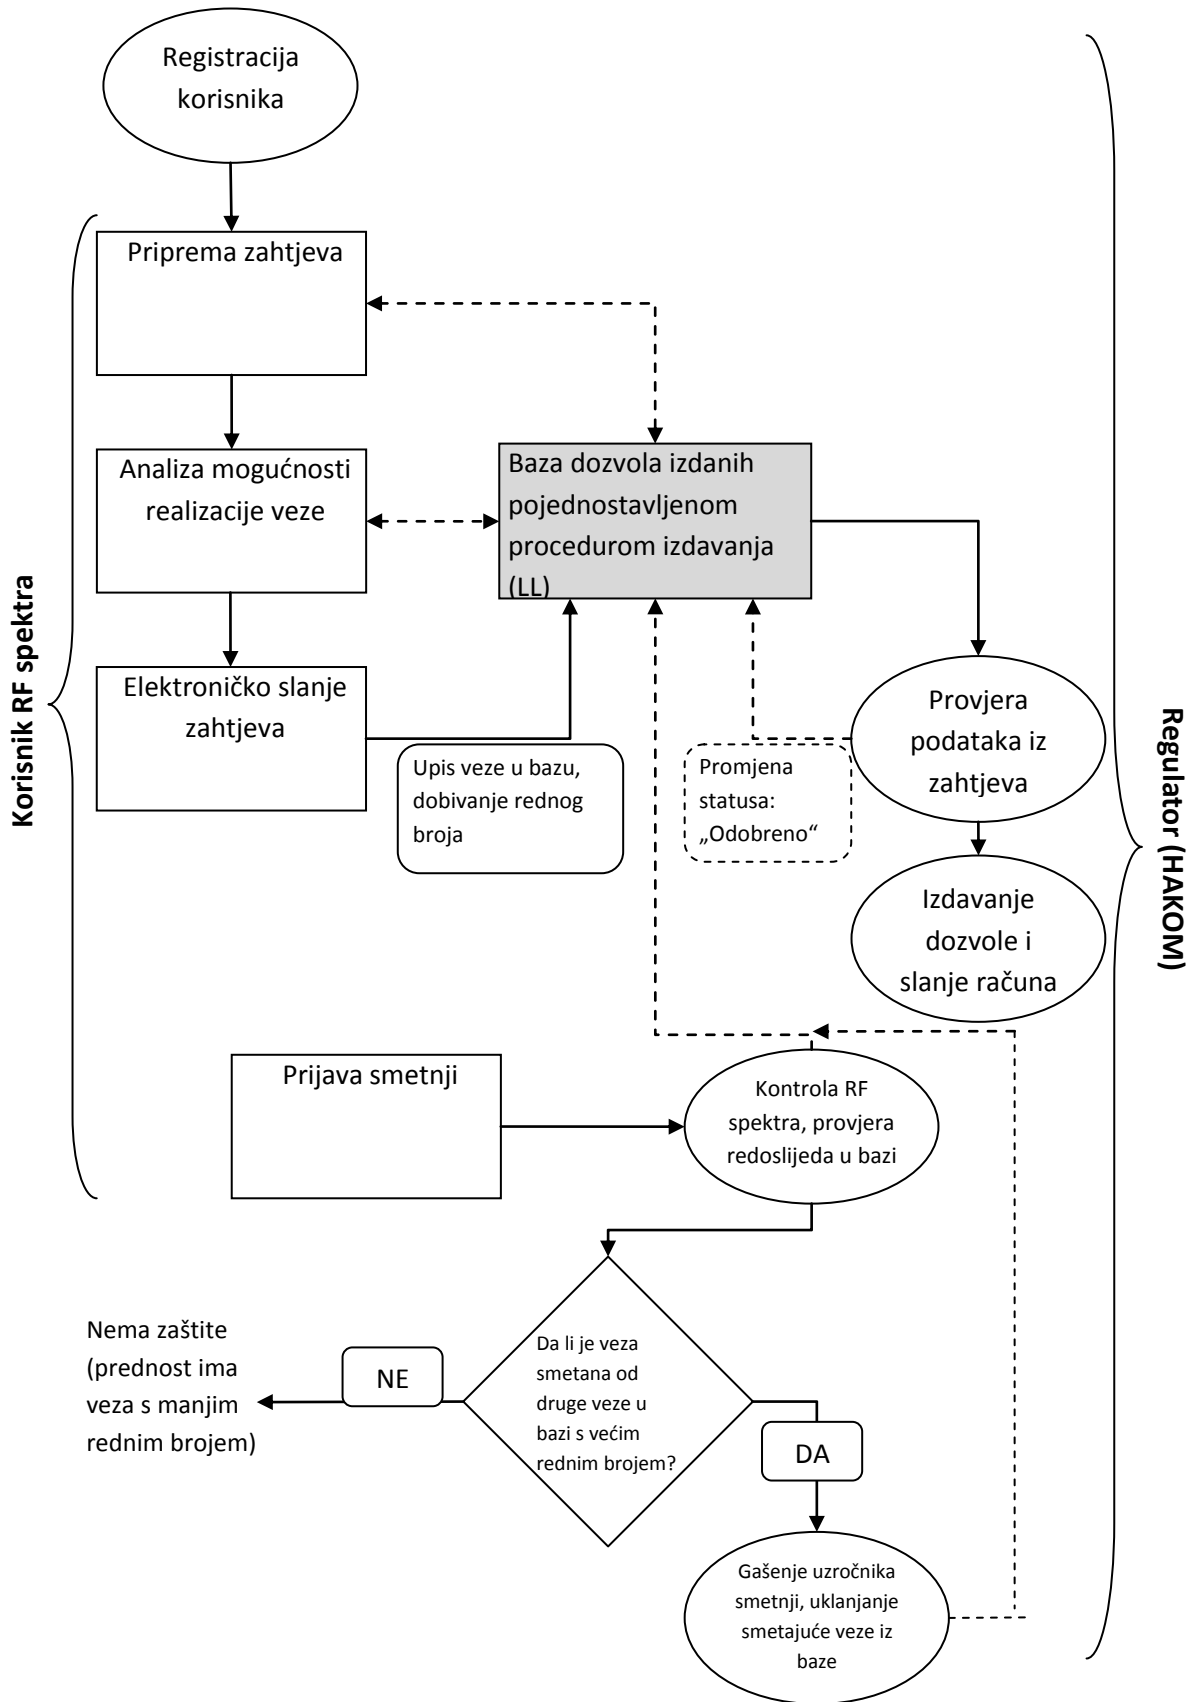 Registracija
korisnika
Priprema zahtjeva
Analiza mogućnosti
realizacije veze
Baza dozvola izdanih
pojednostavljenom
procedurom izdavanja
(LL)
Korisnik RF spektra
Elektroničko slanje
zahtjeva
Upis veze u bazu,
dobivanje rednog
broja
Promjena
statusa:
„Odobreno“
Provjera
podataka iz
zahtjeva
Regulator (HAKOM)
Izdavanje
dozvole i
slanje računa
Prijava smetnji
Kontrola RF
spektra, provjera
redoslijeda u bazi
Da li je veza
smetana od
druge veze u
bazi s većim
rednim brojem?
NE
Nema zaštite
(prednost ima
veza s manjim
rednim brojem)
DA
Gašenje uzročnika
smetnji, uklanjanje
smetajuće veze iz
baze